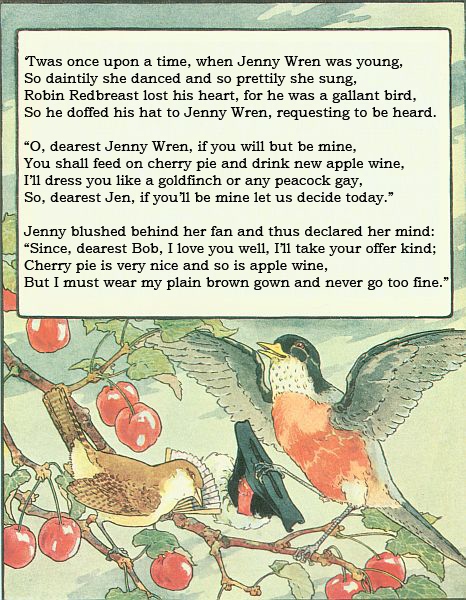 'Twas once upon a time, when Jenny Wren was young,
So daintily she danced and so prettily she sung,
Robin Redbreast lost his heart, for he was a gallant bird,
So he doffed his hat to Jenny Wren, requesting to be heard.
“O, dearest Jenny Wren, if you will but be mine,
You shall feed on cherry pie and drink new apple wine,
I'll dress you like a goldfinch or any peacock gay,
So, dearest Jen, if you'll be mine let us decide today.”
Jenny blushed behind her fan and thus declared her mind:
“Since, dearest Bob, I love you well, I'll take your offer kind;
Cherry pie is very nice and so is apple wine,
But I must wear my plain brown gown and never go too fine.”